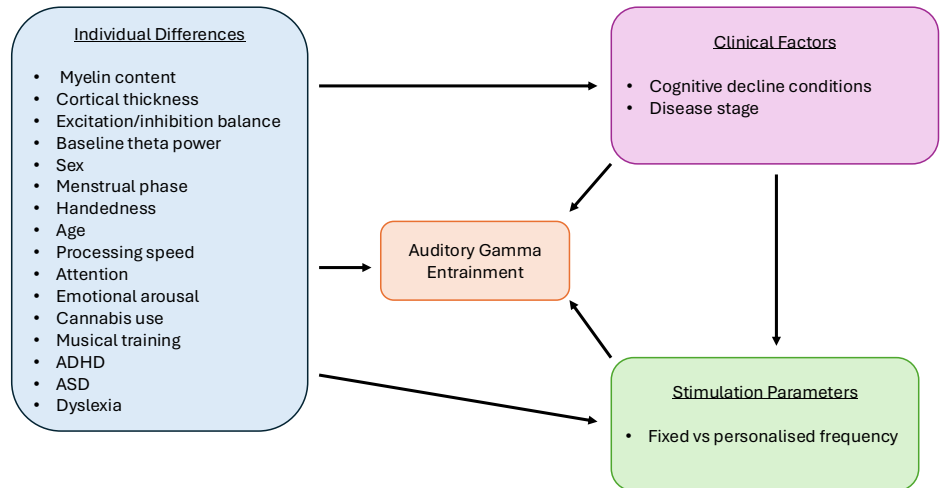 Individual Differences
• Myelin content
• Cortical thickness
• Excitation/inhibition balance
• Baseline theta power
• Sex
• Menstrual phase
• Handedness
• Age
• Processing speed
• Attention
• Emotional arousal
• Cannabis use
• Musical training
• ADHD
• ASD
• Dyslexia
Clinical Factors
• Cognitive decline conditions
• Disease stage
Auditory Gamma
Entrainment
Stimulation Parameters
• Fixed vs personalised frequency